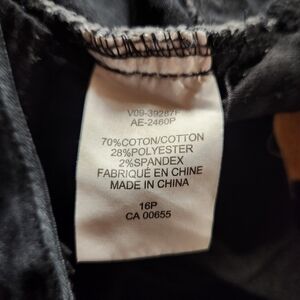 V09-39287P
AE-2460P
70%COTON/COTTON
28%POLYESTER
2%SPANDEX
FABRIQUÉ EN CHINE
MADE IN CHINA
16P
CA 00655